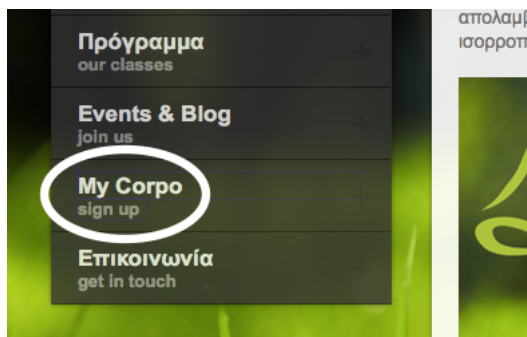 Πρόγραμμα
our classes
Events & Blog
join us
My Corpo
sign up
Επικοινωνία
get in touch